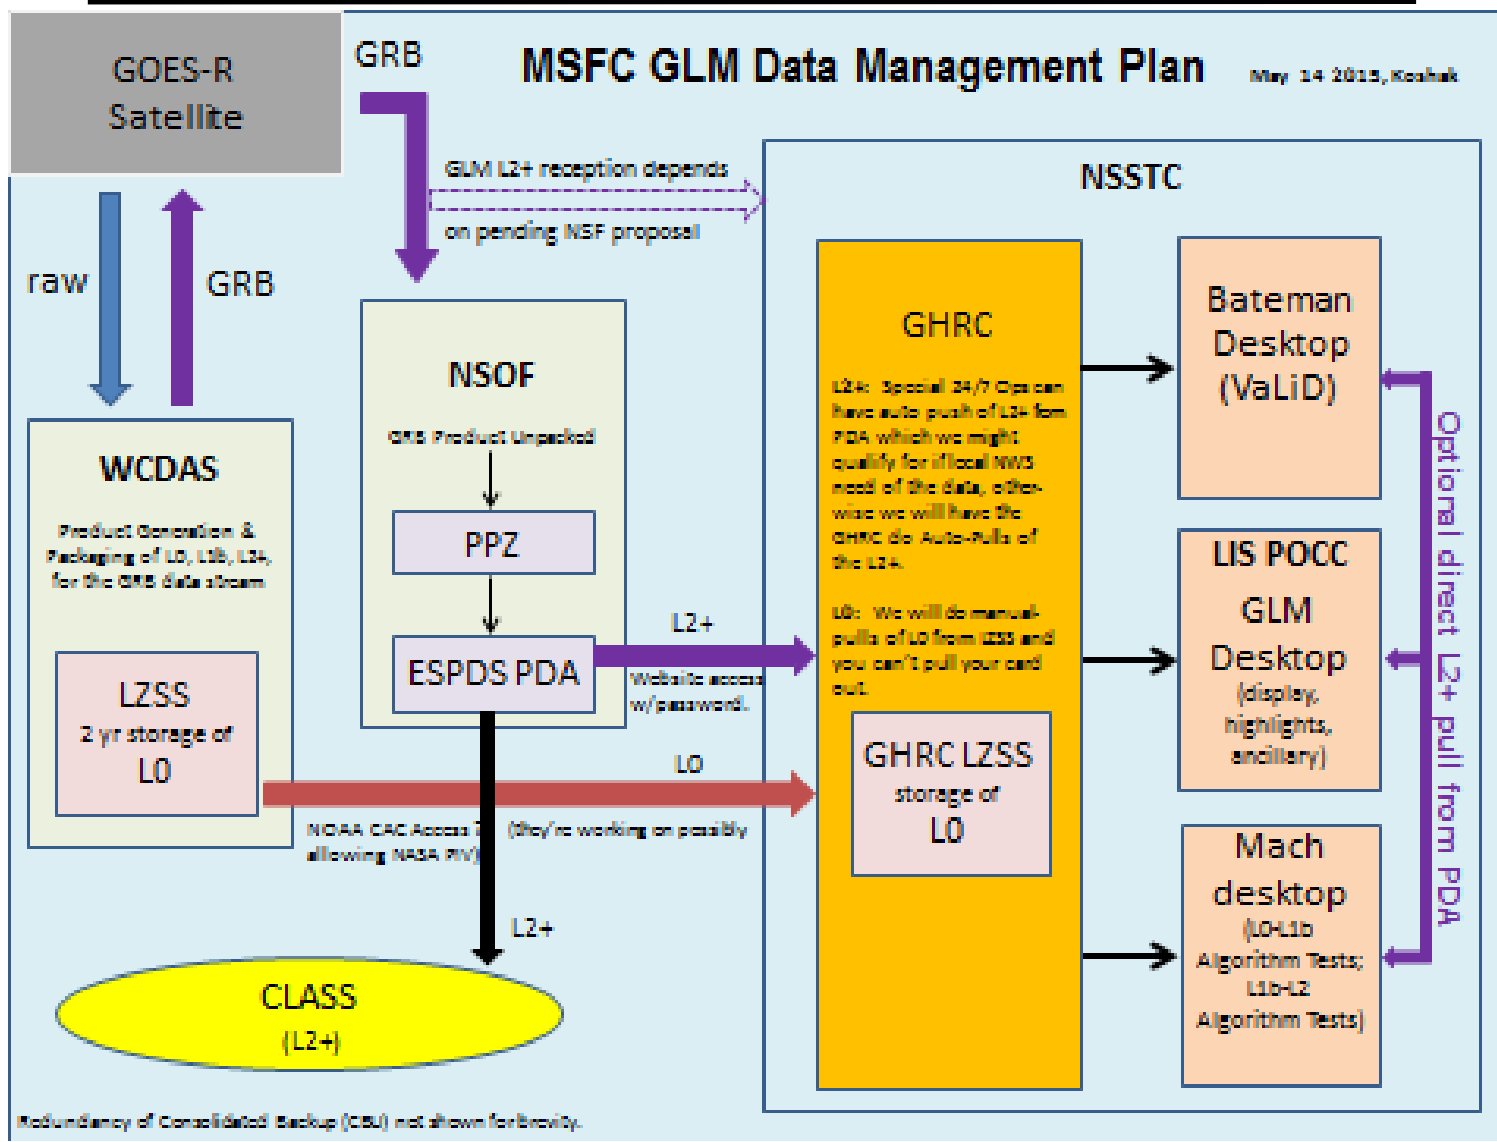 GOES-R
Satellite
GRB
MSFC GLM Data Management Plan
May 14 2013, Koshak
raw
GRB
GLM L2+ reception depends
on pending NSF proposal
NSSTC
WCDAS
Product Generation &
Packaging of L0, L1b, L2+,
for the GRB data stream
LZSS
2 yr storage of
L0
NSOF
GRB Product Unpacked
PPZ
ESPDS PDA
L2+
Website access
w/password.
L0
NOAA CAC Access ? (they're working on possibly
allowing NASA PIV)
L2+
CLASS
(L2+)
GHRC
L2+: Special 24/7 Ops can
have auto push of L2+ fom
PDA which we might
qualify for if local NWS
need of the data, other-
wise we will have the
GHRC do Auto-Pulls of
the L2+.
L0: We will do manual-
pulls of L0 from LZSS and
you can't pull your card
out.
GHRC LZSS
storage of
L0
Bateman
Desktop
(VaLiD)
LIS POCC
GLM
Desktop
(display,
highlights,
ancillary)
Mach
desktop
(L0-L1b
Algorithm Tests;
L1b-L2
Algorithm Tests)
Optional direct L2+ pull from PDA
Redundancy of Consolidated Backup (CBU) not shown for brevity.